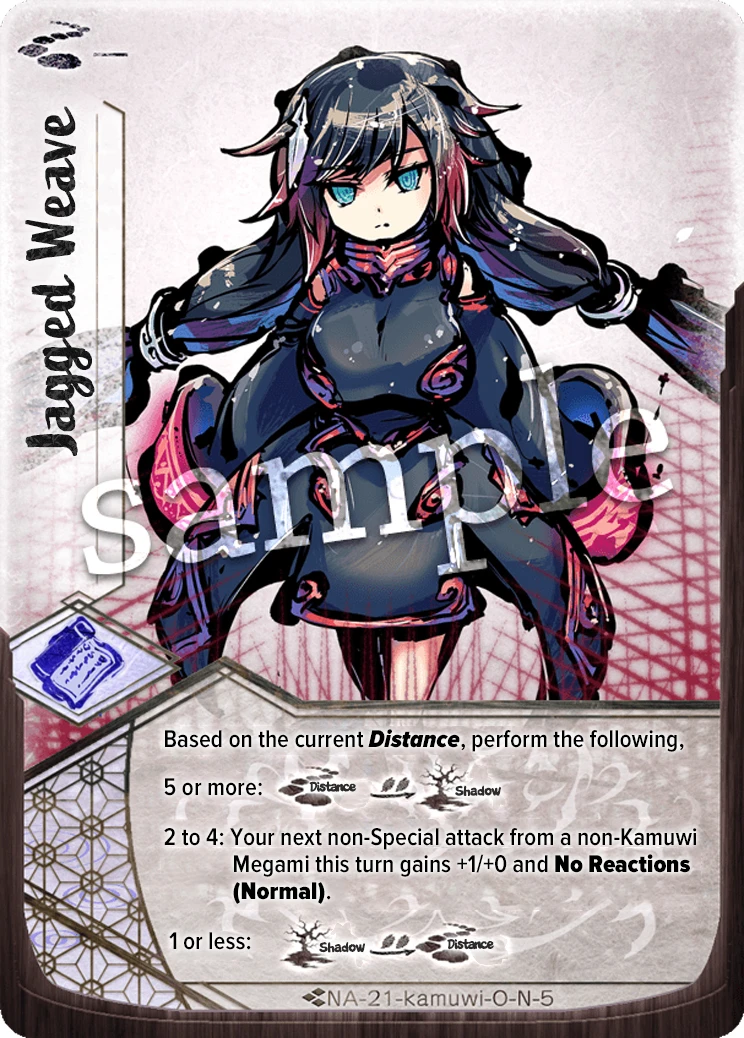 Jagged Weave
sample
Based on the current Distance, perform the following,
5 or more: Distance Shadow
2 to 4: Your next non-Special attack from a non-Kamuwi
Megami this turn gains +1/+0 and No Reactions
(Normal).
1 or less: Shadow Distance
NA-21-kamuwi-O-N-5